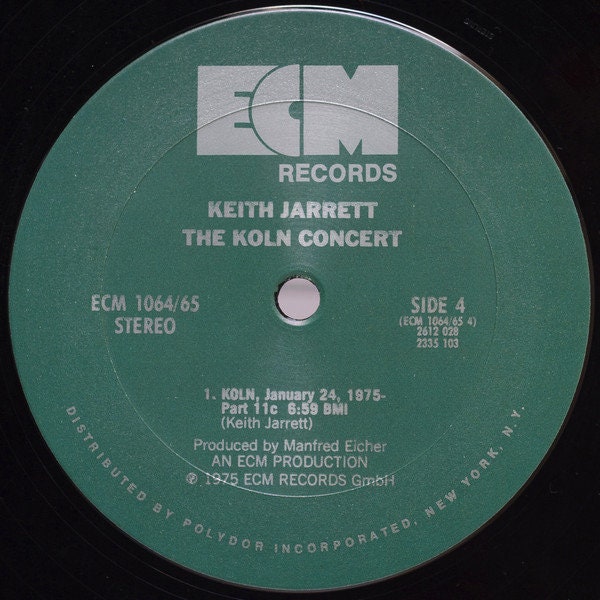 ECM
RECORDS
KEITH JARRETT
THE KOLN CONCERT
ECM 1064/65
STEREO
SIDE 4
(ECM 1064/65 4)
2612 028
2335 103
1. KOLN, January 24, 1975-
Part 11c 6:59 BMI
(Keith Jarrett)
Produced by Manfred Eicher
AN ECM PRODUCTION
℗ 1975 ECM RECORDS GmbH
DISTRIBUTED BY POLYDOR INCORPORATED, NEW YORK, N.Y.